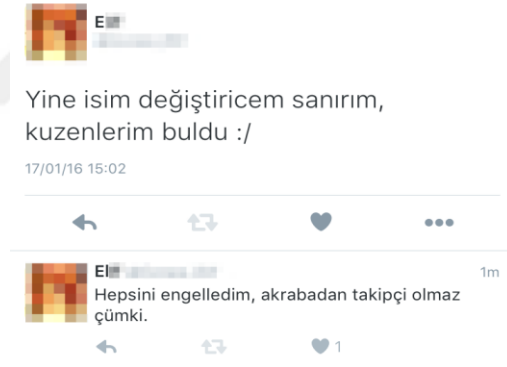 Yine isim değiştiricem sanırım,
kuzenlerim buldu :/
17/01/16 15:02
1m
Hepsini engelledim, akrabadan takipçi olmaz
çümki.
1